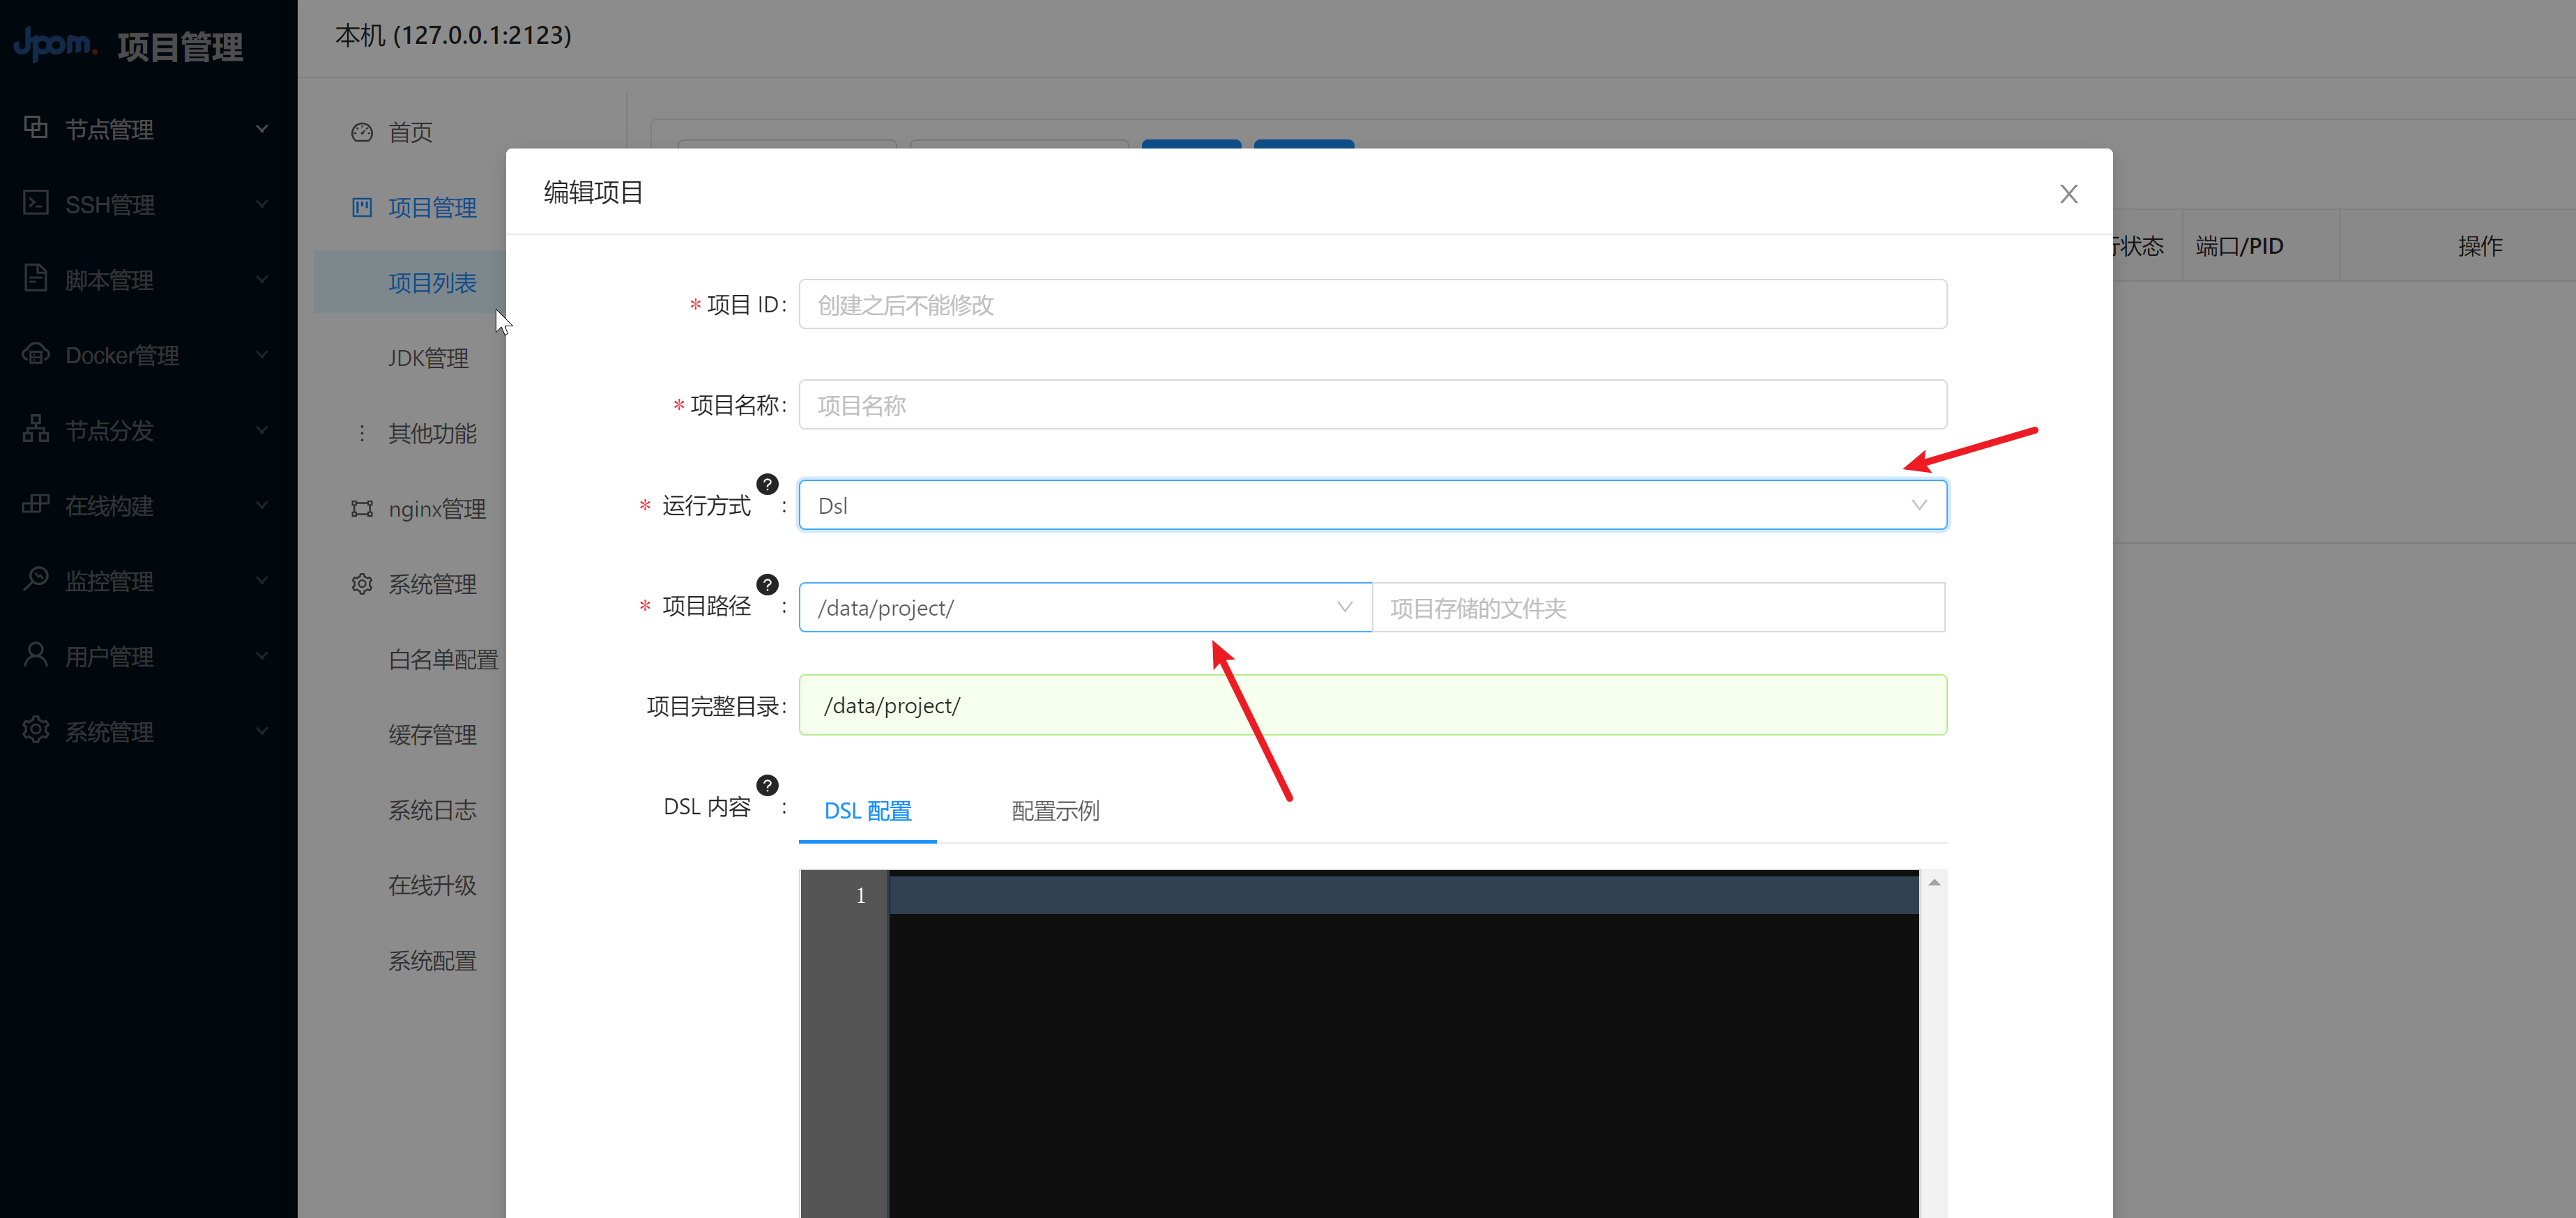 Jpom. 项目管理
节点管理
SSH管理
脚本管理
Docker管理
节点分发
在线构建
监控管理
用户管理
系统管理
本机 (127.0.0.1:2123)
首页
项目管理
项目列表
JDK管理
其他功能
nginx管理
系统管理
白名单配置
缓存管理
系统日志
在线升级
系统配置
行状态 端口/PID 操作
编辑项目
* 项目 ID: 创建之后不能修改
* 项目名称: 项目名称
* 运行方式 ? : Dsl
* 项目路径 ? : /data/project/ 项目存储的文件夹
项目完整目录: /data/project/
DSL 内容 ? : DSL 配置 配置示例
1